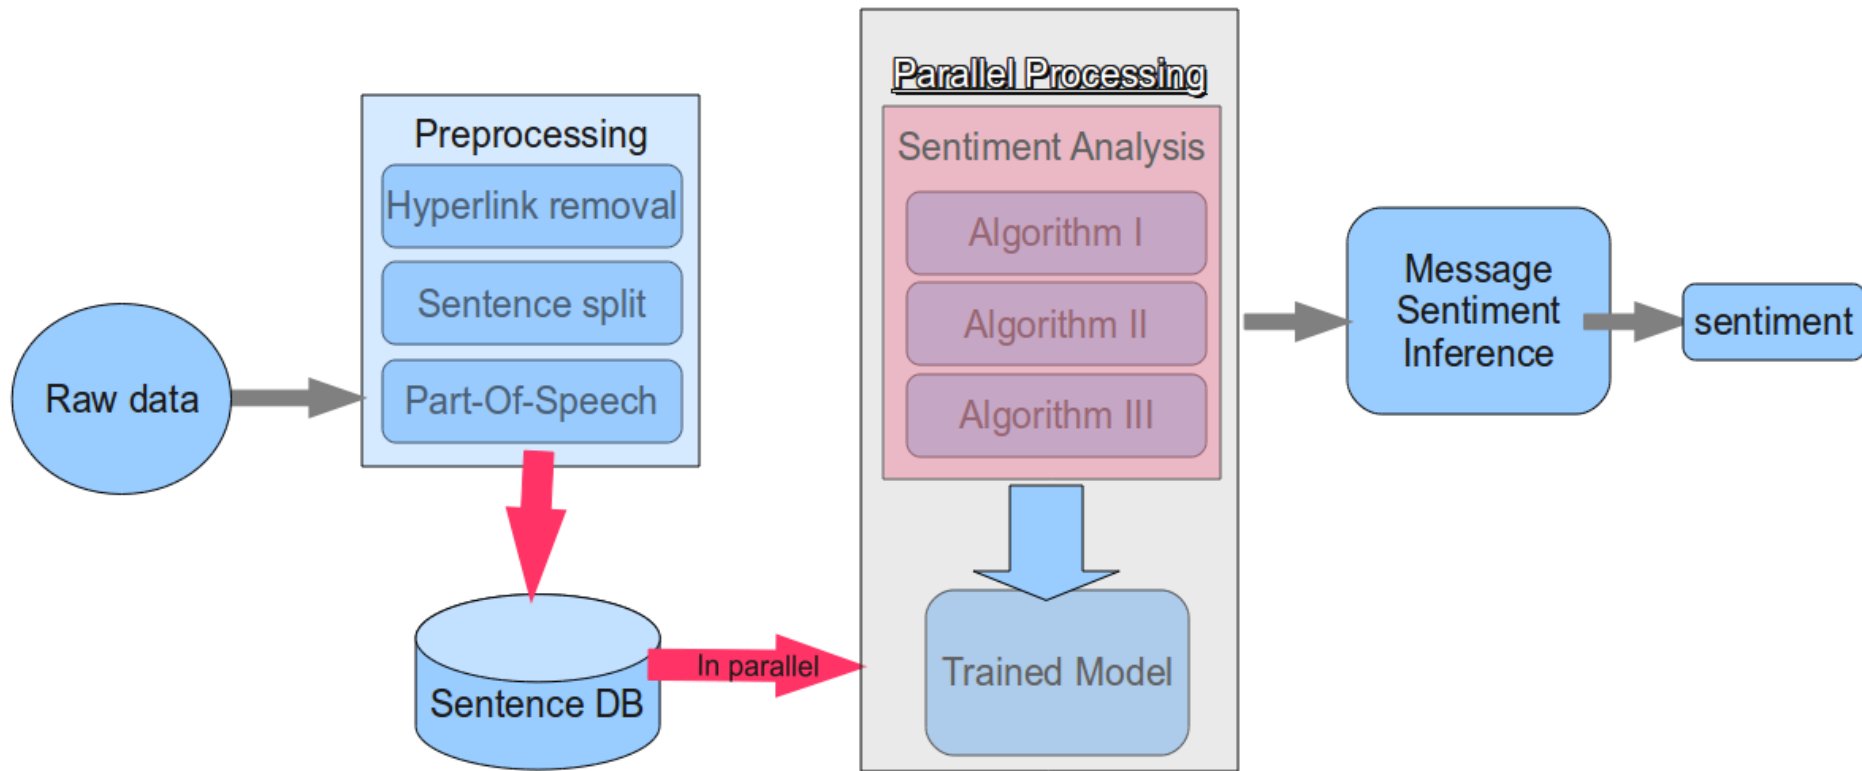 Raw data
Preprocessing
Hyperlink removal
Sentence split
Part-Of-Speech
Sentence DB
In parallel
Parallel Processing
Sentiment Analysis
Algorithm I
Algorithm II
Algorithm III
Trained Model
Message
Sentiment
Inference
sentiment